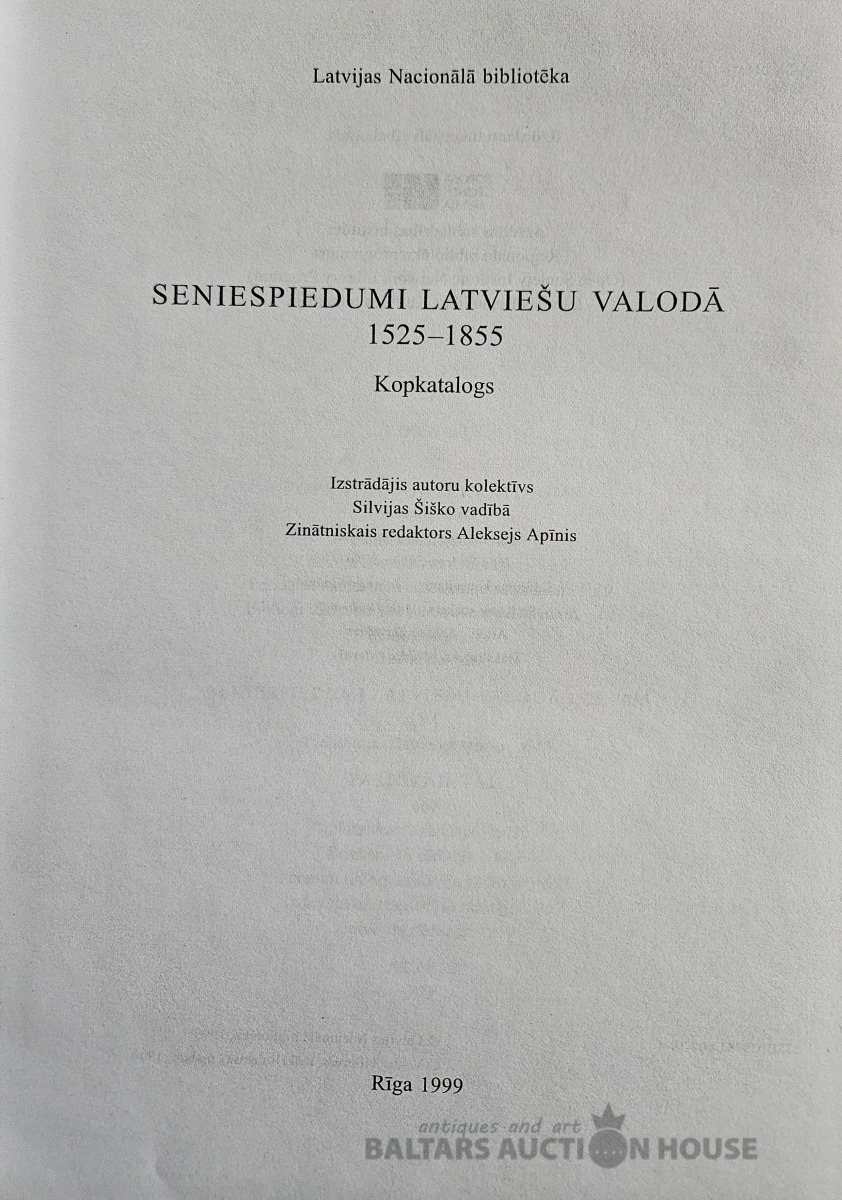 Latvijas Nacionālā bibliotēka
SENIESPIEDUMI LATVIEŠU VALODĀ
1525–1855
Kopkatalogs
Izstrādājis autoru kolektīvs
Silvijas Šiško vadībā
Zinātniskais redaktors Aleksejs Apīnis
Rīga 1999
antiques and art
BALTARS AUCTION HOUSE